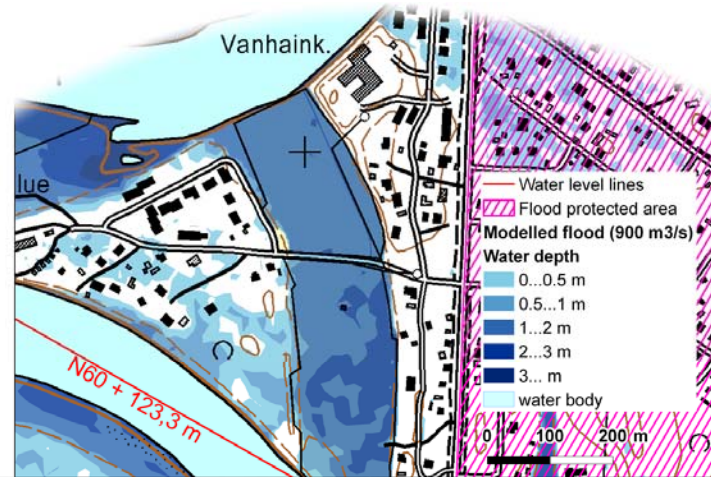 Vanhaink.
lue
N60 + 123,3 m
Water level lines
Flood protected area
Modelled flood (900 m3/s)
Water depth
0...0.5 m
0.5...1 m
1...2 m
2...3 m
3... m
water body
0 100 200 m